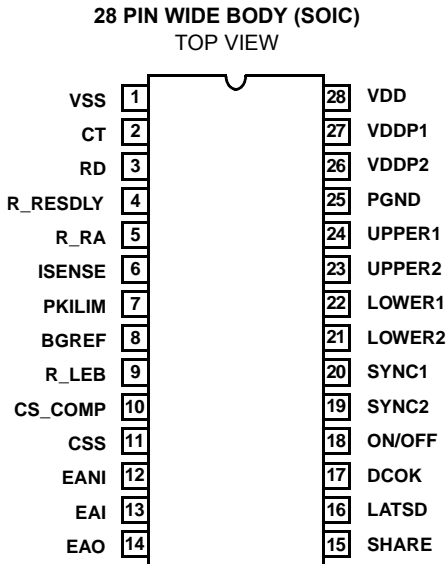 28 PIN WIDE BODY (SOIC)
TOP VIEW
VSS 1 28 VDD
CT 2 27 VDDP1
RD 3 26 VDDP2
R_RESDLY 4 25 PGND
R_RA 5 24 UPPER1
ISENSE 6 23 UPPER2
PKILIM 7 22 LOWER1
BGREF 8 21 LOWER2
R_LEB 9 20 SYNC1
CS_COMP 10 19 SYNC2
CSS 11 18 ON/OFF
EANI 12 17 DCOK
EAI 13 16 LATSD
EAO 14 15 SHARE